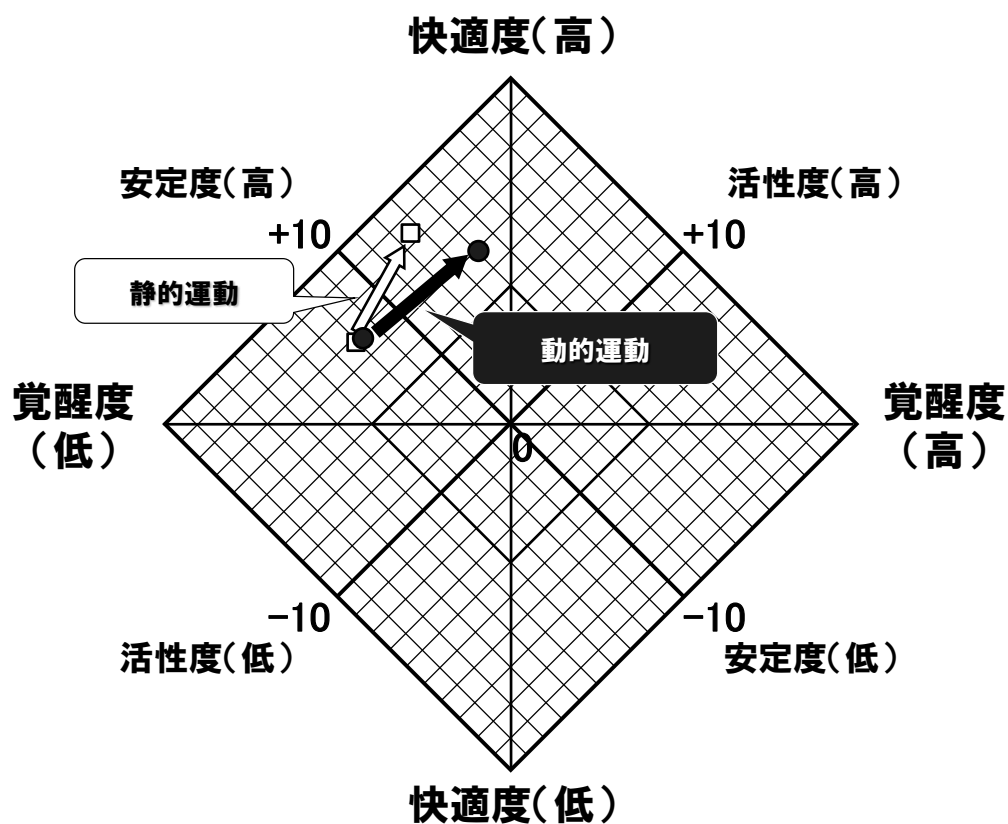 快適度(高)
安定度(高)
活性度(高)
+10
+10
静的運動
動的運動
覚醒度
(低)
覚醒度
(高)
0
−10
−10
活性度(低)
安定度(低)
快適度(低)